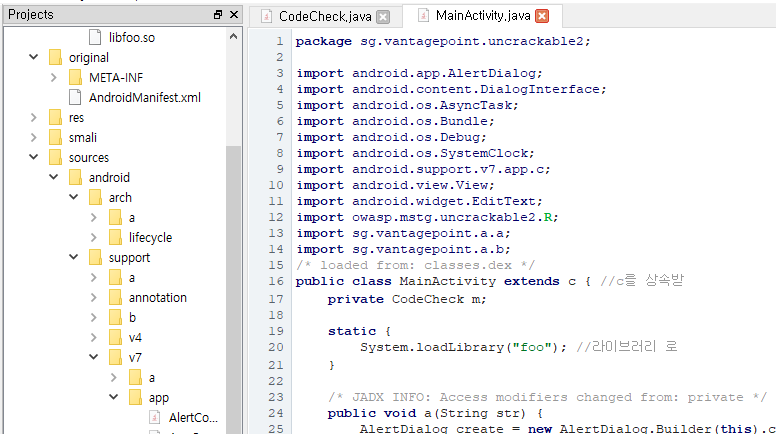 Projects
libfoo.so
original
META-INF
AndroidManifest.xml
res
smali
sources
android
arch
a
lifecycle
support
a
annotation
b
v4
v7
a
app
AlertCo...
CodeCheck.java
MainActivity.java
1 package sg.vantagepoint.uncrackable2;
2
3 import android.app.AlertDialog;
4 import android.content.DialogInterface;
5 import android.os.AsyncTask;
6 import android.os.Bundle;
7 import android.os.Debug;
8 import android.os.SystemClock;
9 import android.support.v7.app.c;
10 import android.view.View;
11 import android.widget.EditText;
12 import owasp.mstg.uncrackable2.R;
13 import sg.vantagepoint.a.a;
14 import sg.vantagepoint.a.b;
15 /* loaded from: classes.dex */
16 public class MainActivity extends c { //c를 상속받
17 private CodeCheck m;
18
19 static {
20 System.loadLibrary("foo"); //라이브러리 로
21 }
22
23 /* JADX INFO: Access modifiers changed from: private */
24 public void a(String str) {
25 AlertDialog create = new AlertDialog.Builder(this).c